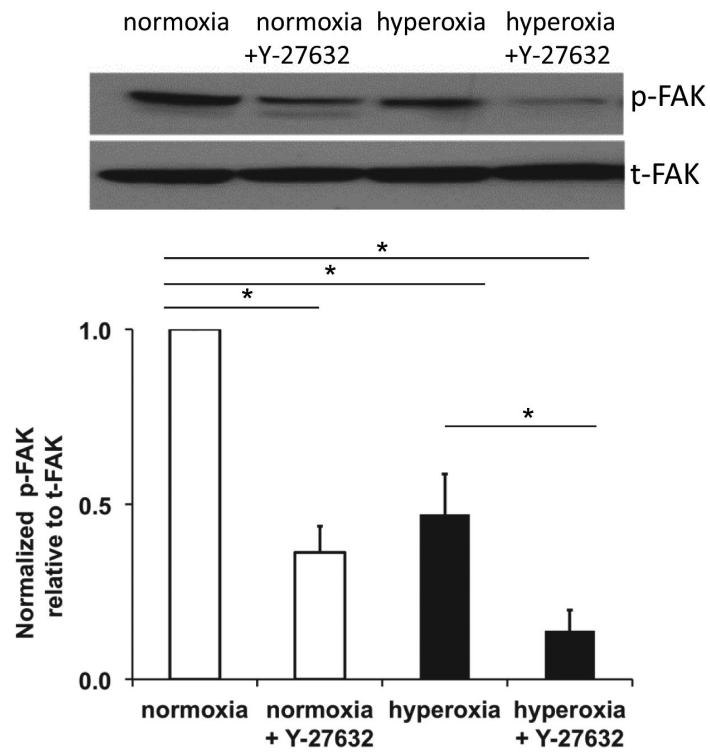 normoxia normoxia hyperoxia hyperoxia
+Y-27632 +Y-27632
p-FAK
t-FAK
*
*
*
1.0
*
0.5
0.0
Normalized p-FAK
relative to t-FAK
normoxia normoxia hyperoxia hyperoxia
+ Y-27632 + Y-27632